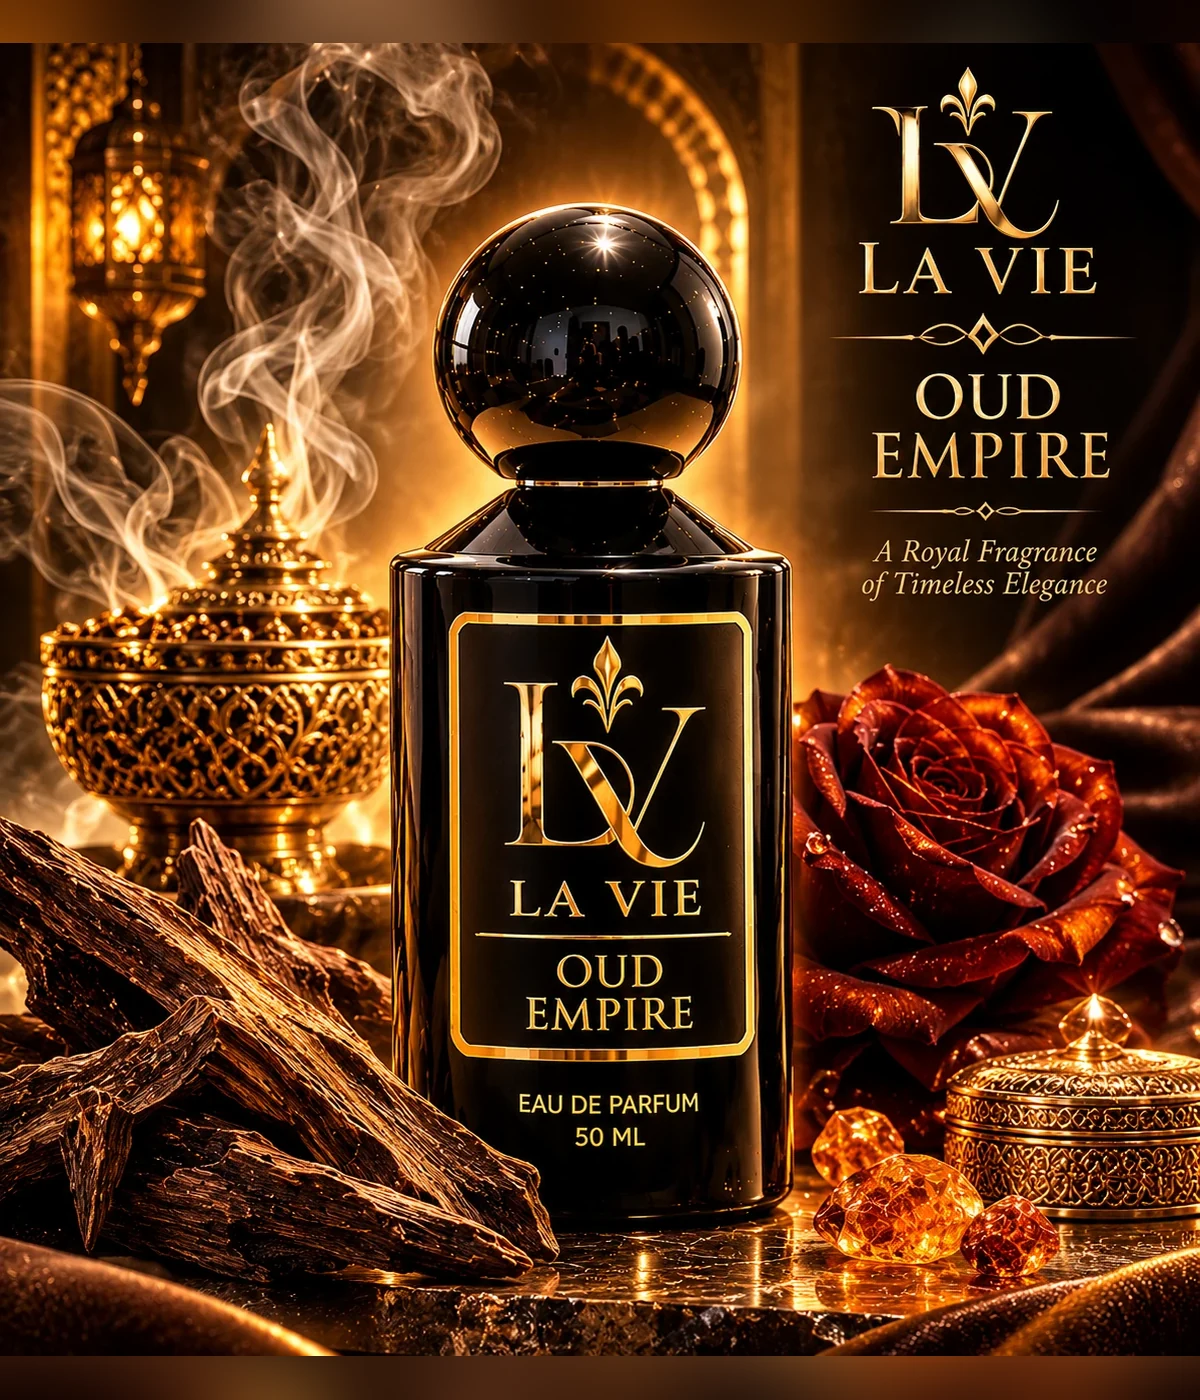 LV
LA VIE
OUD
EMPIRE
A Royal Fragrance
of Timeless Elegance
LV
LA VIE
OUD
EMPIRE
EAU DE PARFUM
50 ML